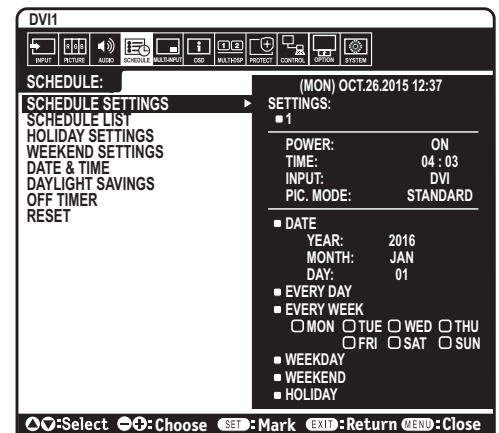 DVI1
INPUT RGB PICTURE AUDIO SCHEDULE MULTI-INPUT OSD 12 MULTI-DSP PROTECT CONTROL OPTION SYSTEM
SCHEDULE:
SCHEDULE SETTINGS
SCHEDULE LIST
HOLIDAY SETTINGS
WEEKEND SETTINGS
DATE & TIME
DAYLIGHT SAVINGS
OFF TIMER
RESET
(MON) OCT.26.2015 12:37
SETTINGS:
1
POWER: ON
TIME: 04 : 03
INPUT: DVI
PIC. MODE: STANDARD
DATE
YEAR: 2016
MONTH: JAN
DAY: 01
EVERY DAY
EVERY WEEK
MON TUE WED THU
FRI SAT SUN
WEEKDAY
WEEKEND
HOLIDAY
:Select :Choose SET:Mark EXIT:Return MENU:Close